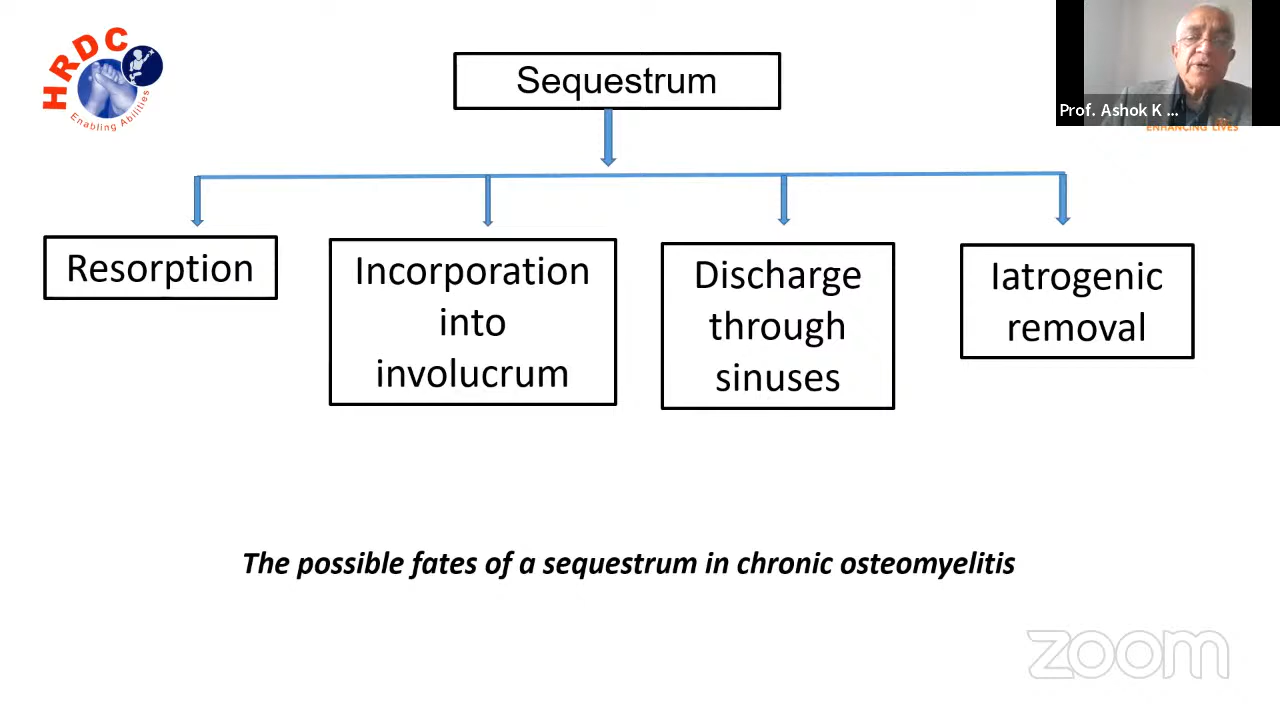 HRDC
Enabling Abilities
Prof. Ashok K ...
ENHANCING LIVES
Sequestrum
Resorption
Incorporation
into
involucrum
Discharge
through
sinuses
Iatrogenic
removal
The possible fates of a sequestrum in chronic osteomyelitis
zoom